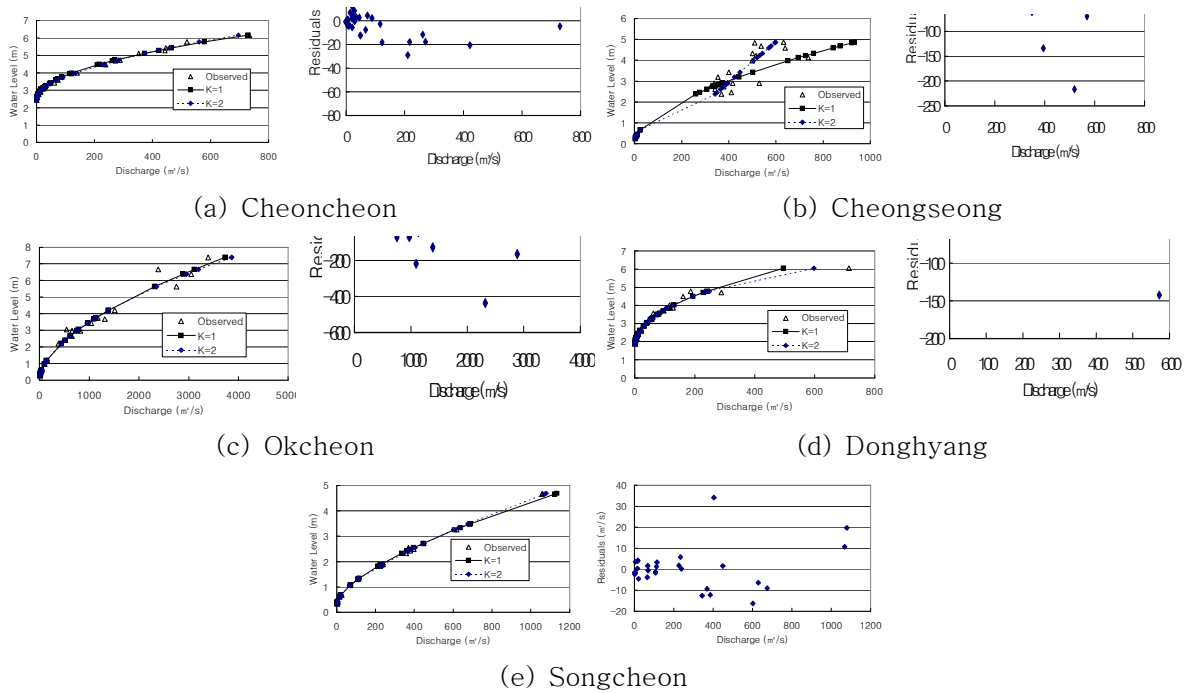 7
6
5
4
3
2
1
0
Water Level (m)
Observed
K=1
K=2
0 200 400 600 800
Discharge (㎥/s)
Residuals
0
-20
-40
-60
-80
0 200 400 600 800
Discharge (㎥/s)
(a) Cheoncheon
6
5
4
3
2
1
0
Water Level (m)
Observed
K=1
K=2
0 200 400 600 800 1000
Discharge (㎥/s)
-100
-150
-200
-250
0 200 400 600 800
Discharge (㎥/s)
(b) Cheongseong
8
7
6
5
4
3
2
1
0
Water Level (m)
Observed
K=1
K=2
0 1000 2000 3000 4000 5000
Discharge (㎥/s)
-200
-400
-600
0 1000 2000 3000 4000
Discharge (㎥/s)
(c) Okcheon
7
6
5
4
3
2
1
0
Water Level (m)
Observed
K=1
K=2
0 200 400 600 800
Discharge (㎥/s)
-100
-150
-200
0 100 200 300 400 500 600
Discharge (㎥/s)
(d) Donghyang
5
4
3
2
1
0
Water Level (m)
Observed
K=1
K=2
0 200 400 600 800 1000 1200
Discharge (㎥/s)
40
30
20
10
0
-10
-20
Residuals (㎥/s)
0 200 400 600 800 1000 1200
Discharge (㎥/s)
(e) Songcheon